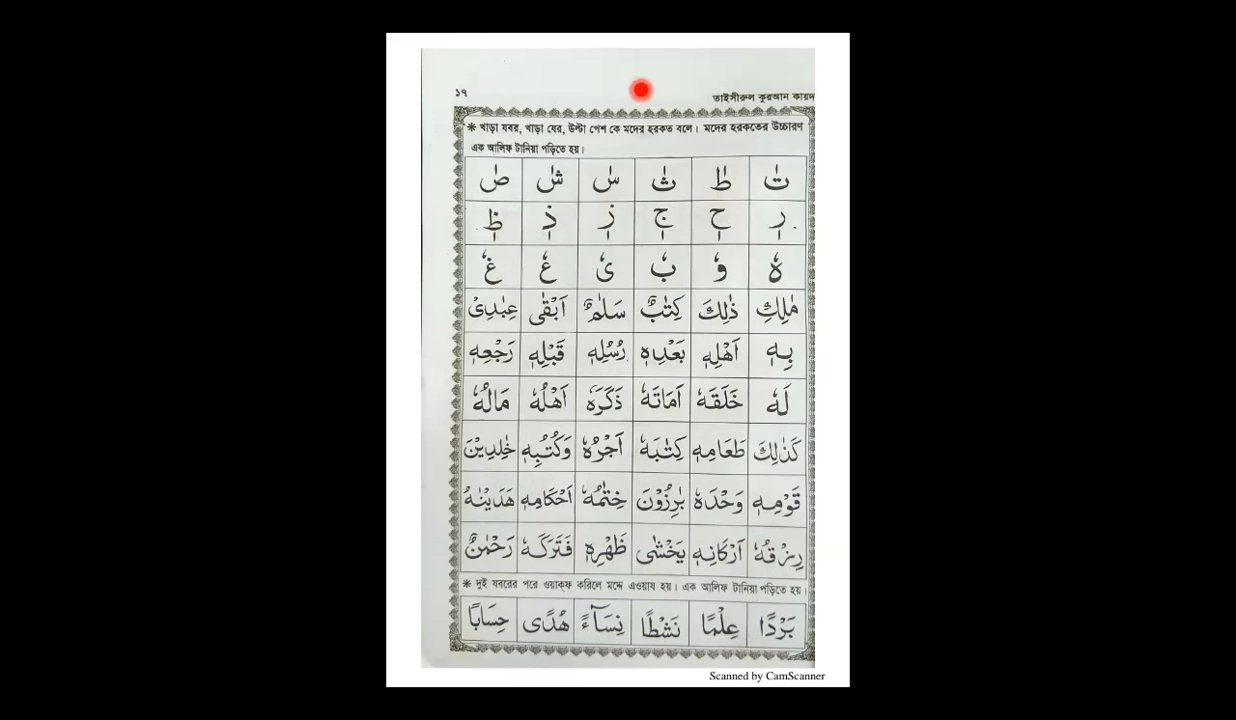 ১৭ তাইসীরুল কুরআন কায়দ
* খাড়া যবর, খাড়া যের, উল্টা পেশ কে মদের হরকত বলে। মদের হরকতের উচ্চারণ
এক আলিফ টানিয়া পড়িতে হয়।
تٰ طٰ ثٰ سٰ شٰ صٰ
رٖ حٖ جٖ زٖ ذٖ ظٖ
هٗ وٗ بٗ یٗ عٗ غٗ
مٰلِكِ ذٰلِكَ كِتٰبٌ سَلٰمٌ اَبْقٰی عِبٰدِیْ
بِهٖ اَهْلِهٖ بَعْدِهٖ رُسُلِهٖ قَبْلِهٖ رَجْعِهٖ
لَهٗ خَلَقَهٗ اَمَاتَهٗ ذَكَرَهٗ اَهْلُهٗ مَالُهٗ
كَذٰلِكَ طَعَامِهٖ كِتٰبَهٗ اَجْرُهٗ وَكُتُبِهٖ خٰلِدِيْنَ
قَوْمِهٖ وَحْدَهٗ بٰرِزُوْنَ خِتٰمُهٗ اَحْكَامِهٖ هَدَيْنٰهُ
رِزْقُهٗ اَرْكَانِهٖ يَخْشٰی ظَهْرِهٖ فَتَرَكَهٗ رَحْمٰنٌ
* দুই যবরের পরে ওয়াক্ফ করিলে মদ্দে এওয়ায হয়। এক আলিফ টানিয়া পড়িতে হয়।
بَرْدًا عِلْمًا نَشْطًا نِسَآءً هُدًی حِسَابًا
Scanned by CamScanner